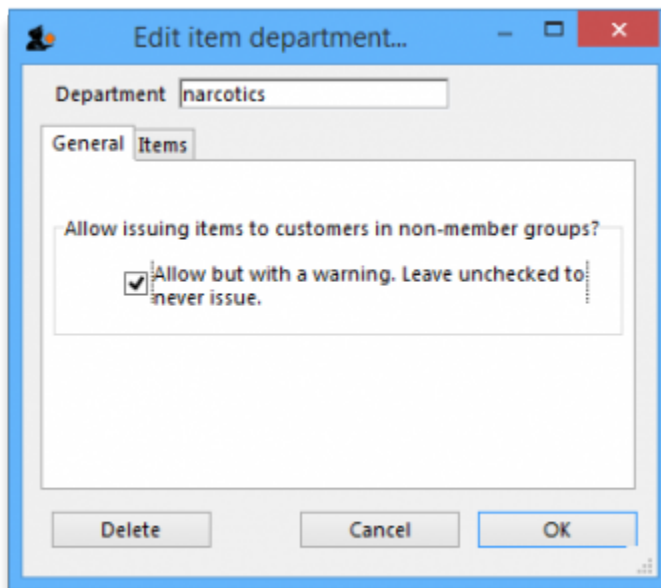 Edit item department...
Department narcotics
General Items
Allow issuing items to customers in non-member groups?
Allow but with a warning. Leave unchecked to
never issue.
Delete Cancel OK